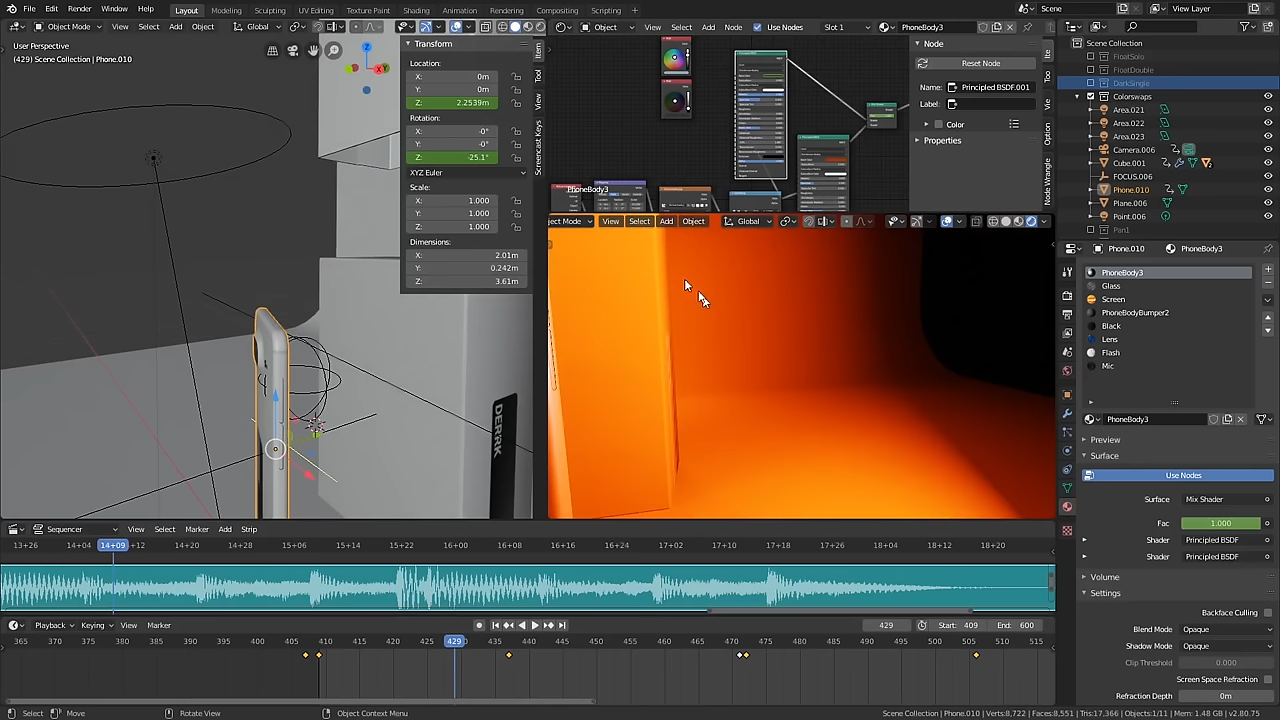 File Edit Render Window Help Layout Modeling Sculpting UV Editing Texture Paint Shading Animation Rendering Compositing Scripting Scene View Layer
View Select Add Object Global Object View Select Add Node Use Nodes Slot 1 PhoneBody3
User Perspective
Transform
Location:
X: 0m
Y:
Z: 2.2539m
Rotation:
X: 0°
Y: -0°
Z: -25.1°
XYZ Euler
Scale:
X: 1.000
Y: 1.000
Z: 1.000
Dimensions:
X: 2.01m
Y: 0.242m
Z: 3.61m
Item
Tool
View
Node
Reset Node
Name: Principled BSDF.001
Label:
Color
Properties
PhoneBody3
Scene Collection
FloatSolo
FloatDouble
DarkSingle
Colorswaps
Area.021
Area.022
Area.023
Camera.006
Cube.001
FOCUS.006
Phone.010
Plane.006
Point.006
Pan1
ject Mode View Select Add Object Global
DERRK
Phone.010 PhoneBody3
PhoneBody3
Glass
Screen
PhoneBodyBumper2
Black
Lens
Flash
Mic
PhoneBody3
Preview
Surface
Use Nodes
Surface Mix Shader
Fac 1.000
Shader Principled BSDF
Shader Principled BSDF
Volume
Settings
Backface Culling
Blend Mode Opaque
Shadow Mode Opaque
Clip Threshold 0.000
Screen Space Refraction
Refraction Depth 0m
Sequencer View Select Marker Add Strip
13+26 14+04 14+09 +12 14+20 14+28 15+06 15+14 15+22 16+00 16+08 16+16 16+24 17+02 17+10 17+18 18+04 18+12 18+20
Playback Keying View Marker 429 Start: 409 End: 600
365 370 375 380 385 390 395 400 405 410 415 420 425 429 435 440 445 450 455 460 465 470 475 480 485 490 495 500 505 510 515
Select Move Rotate View Object Context Menu Scene Collection | Phone.010 | Verts:8,722 | Faces:8,551 | Tris:17,366 | Objects:1/11 | Mem: 1.48 GB | v2.80.75